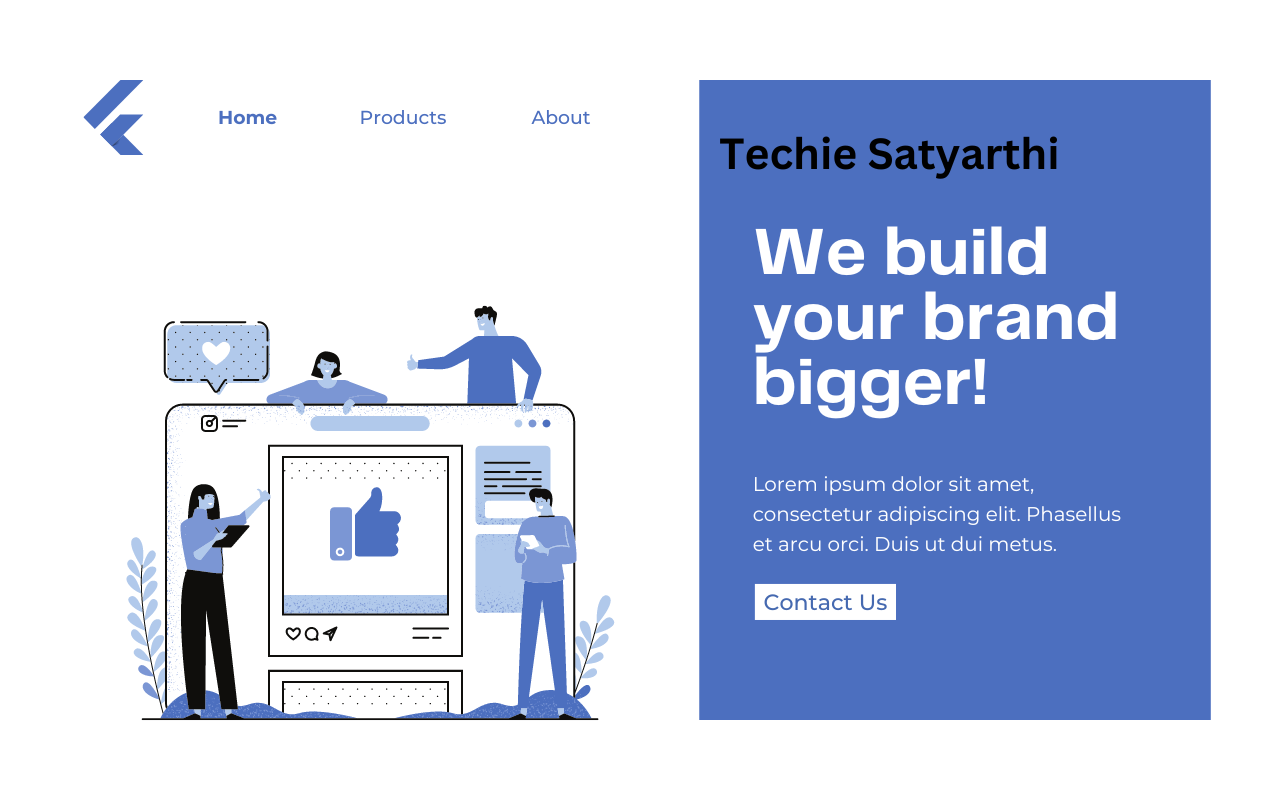 Home Products About
Techie Satyarthi
We build
your brand
bigger!
Lorem ipsum dolor sit amet,
consectetur adipiscing elit. Phasellus
et arcu orci. Duis ut dui metus.
Contact Us